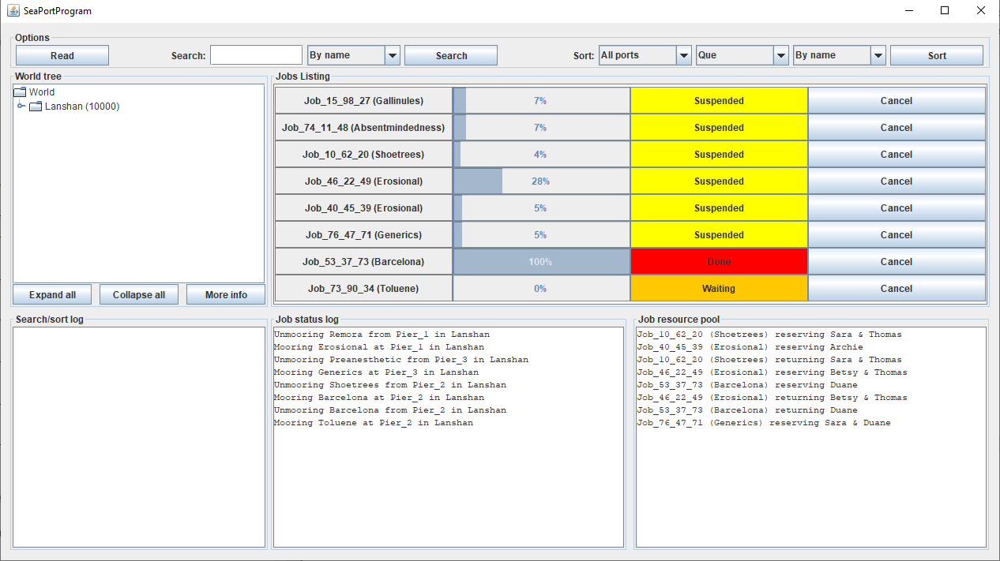 SeaPortProgram
Options
Read Search: By name Search Sort: All ports Que By name Sort
World tree
World
Lanshan (10000)
Expand all Collapse all More info
Jobs Listing
Job_15_98_27 (Gallinules) 7% Suspended Cancel
Job_74_11_48 (Absentmindedness) 7% Suspended Cancel
Job_10_62_20 (Shoetrees) 4% Suspended Cancel
Job_46_22_49 (Erosional) 28% Suspended Cancel
Job_40_45_39 (Erosional) 5% Suspended Cancel
Job_76_47_71 (Generics) 5% Suspended Cancel
Job_53_37_73 (Barcelona) 100% Done Cancel
Job_73_90_34 (Toluene) 0% Waiting Cancel
Search/sort log
Job status log
Unmooring Remora from Pier_1 in Lanshan
Mooring Erosional at Pier_1 in Lanshan
Unmooring Preanesthetic from Pier_3 in Lanshan
Mooring Generics at Pier_3 in Lanshan
Unmooring Shoetrees from Pier_2 in Lanshan
Mooring Barcelona at Pier_2 in Lanshan
Unmooring Barcelona from Pier_2 in Lanshan
Mooring Toluene at Pier_2 in Lanshan
Job resource pool
Job_10_62_20 (Shoetrees) reserving Sara & Thomas
Job_40_45_39 (Erosional) reserving Archie
Job_10_62_20 (Shoetrees) returning Sara & Thomas
Job_46_22_49 (Erosional) reserving Betsy & Thomas
Job_53_37_73 (Barcelona) reserving Duane
Job_46_22_49 (Erosional) returning Betsy & Thomas
Job_53_37_73 (Barcelona) returning Duane
Job_76_47_71 (Generics) reserving Sara & Duane